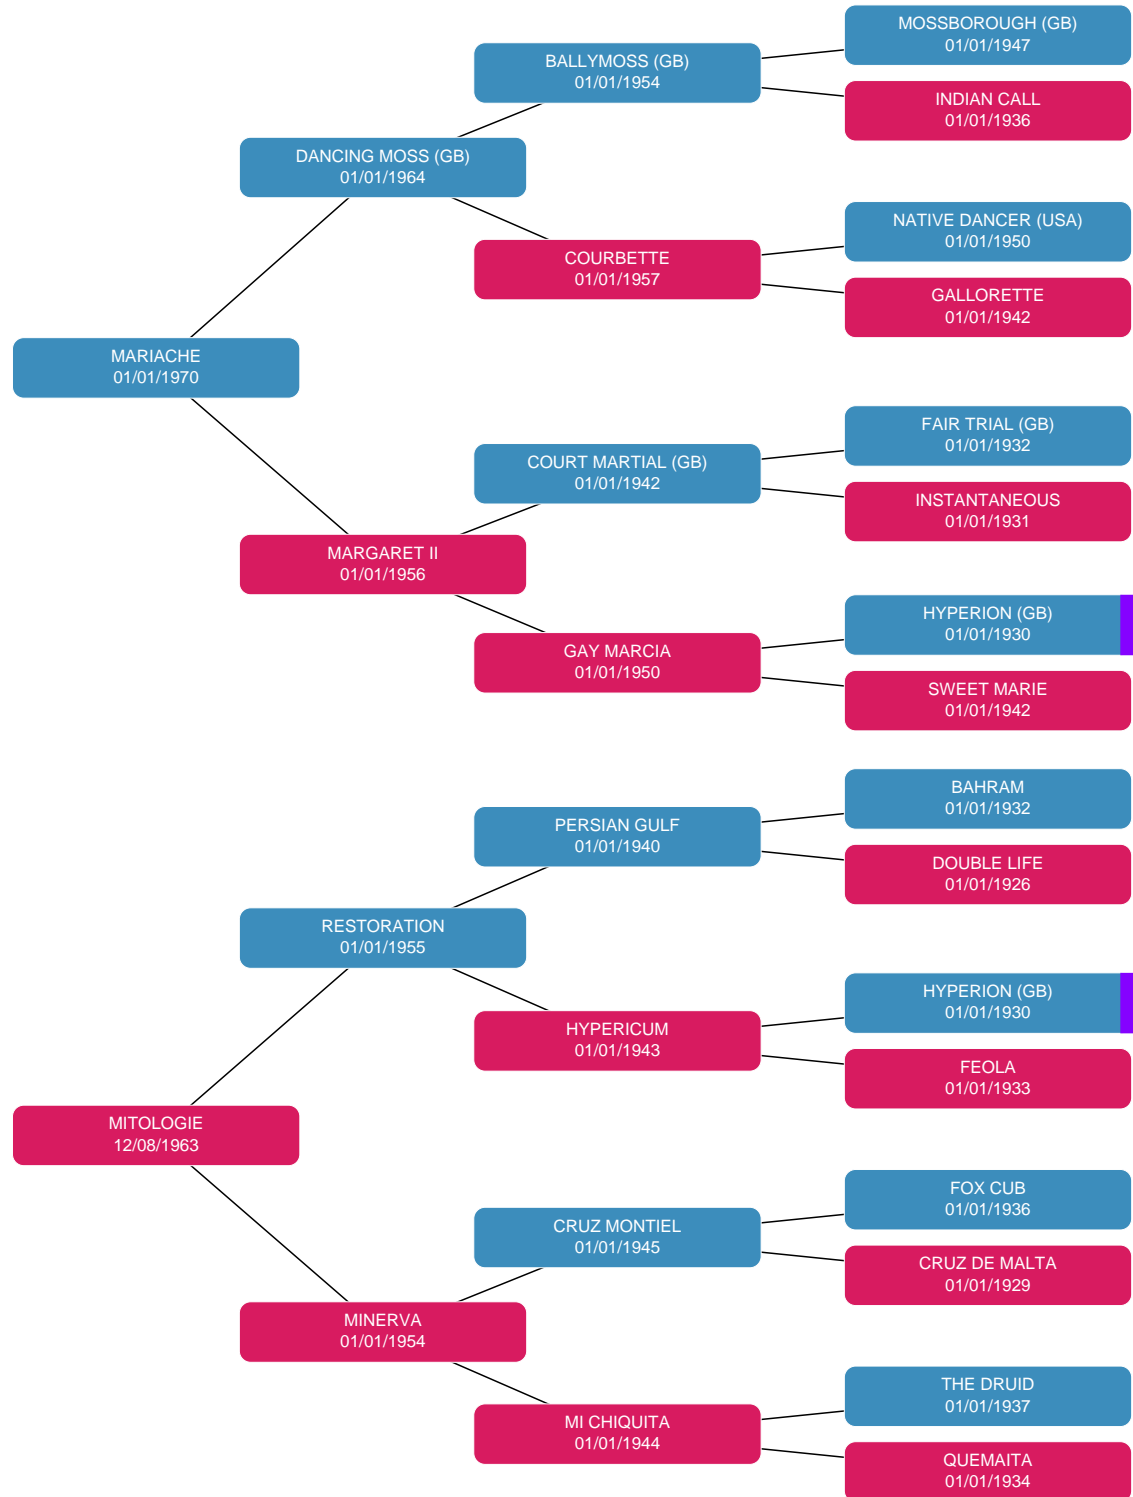 MOSSBOROUGH (GB)
01/01/1947
BALLYMOSS (GB)
01/01/1954
INDIAN CALL
01/01/1936
DANCING MOSS (GB)
01/01/1964
NATIVE DANCER (USA)
01/01/1950
COURBETTE
01/01/1957
GALLORETTE
01/01/1942
MARIACHE
01/01/1970
FAIR TRIAL (GB)
01/01/1932
COURT MARTIAL (GB)
01/01/1942
INSTANTANEOUS
01/01/1931
MARGARET II
01/01/1956
HYPERION (GB)
01/01/1930
GAY MARCIA
01/01/1950
SWEET MARIE
01/01/1942
BAHRAM
01/01/1932
PERSIAN GULF
01/01/1940
DOUBLE LIFE
01/01/1926
RESTORATION
01/01/1955
HYPERION (GB)
01/01/1930
HYPERICUM
01/01/1943
FEOLA
01/01/1933
MITOLOGIE
12/08/1963
FOX CUB
01/01/1936
CRUZ MONTIEL
01/01/1945
CRUZ DE MALTA
01/01/1929
MINERVA
01/01/1954
THE DRUID
01/01/1937
MI CHIQUITA
01/01/1944
QUEMAITA
01/01/1934